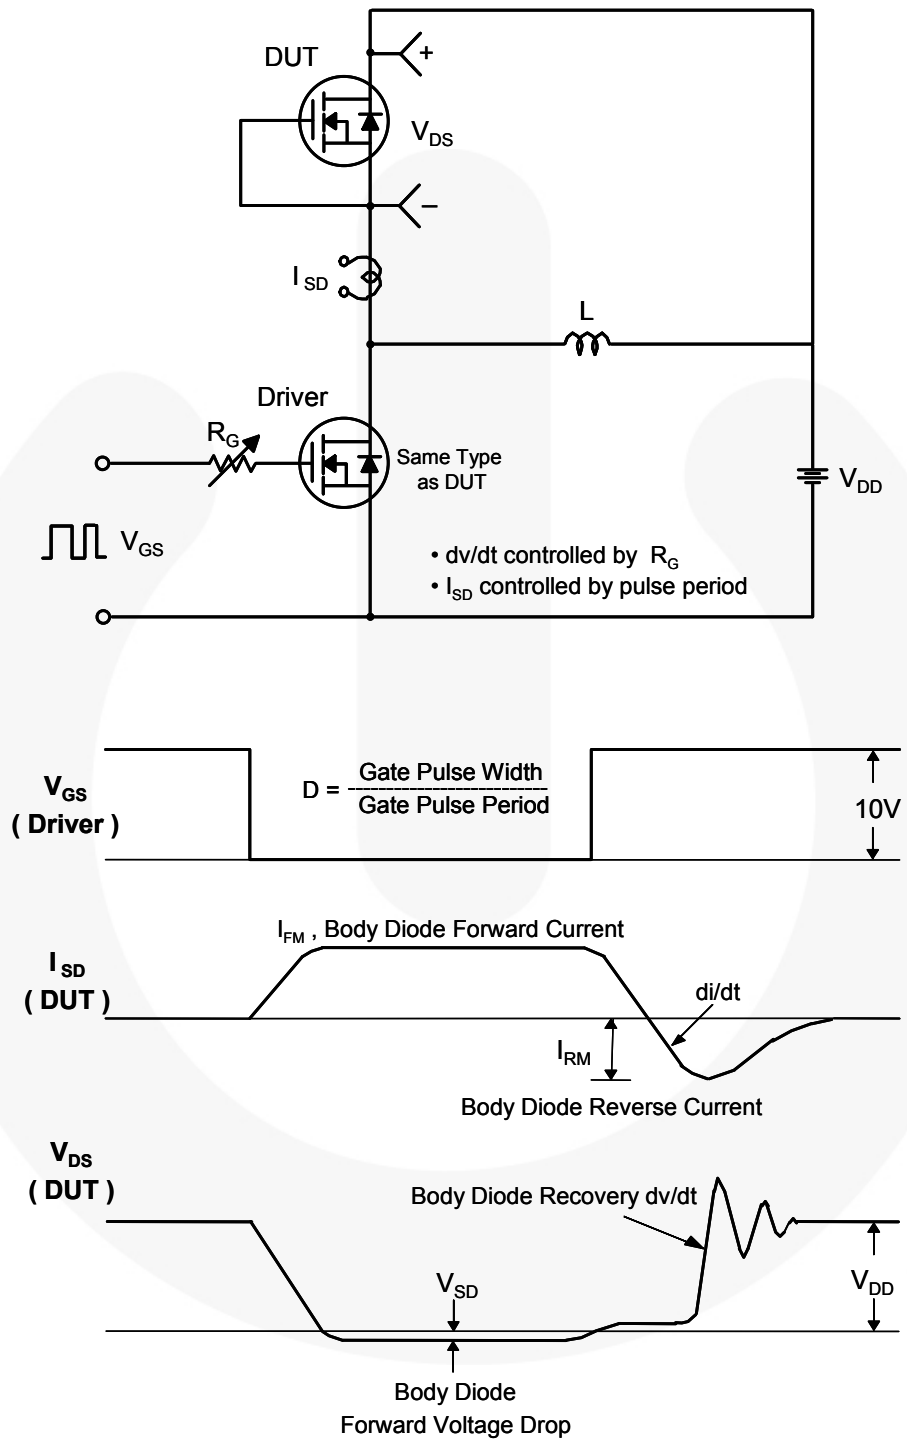 DUT
+
V_DS
−
I_SD
L
Driver
R_G
Same Type
as DUT
V_DD
V_GS
• dv/dt controlled by R_G
• I_SD controlled by pulse period
V_GS
( Driver )
D = Gate Pulse Width
Gate Pulse Period
10V
I_FM , Body Diode Forward Current
I_SD
( DUT )
di/dt
I_RM
Body Diode Reverse Current
V_DS
( DUT )
Body Diode Recovery dv/dt
V_SD
V_DD
Body Diode
Forward Voltage Drop